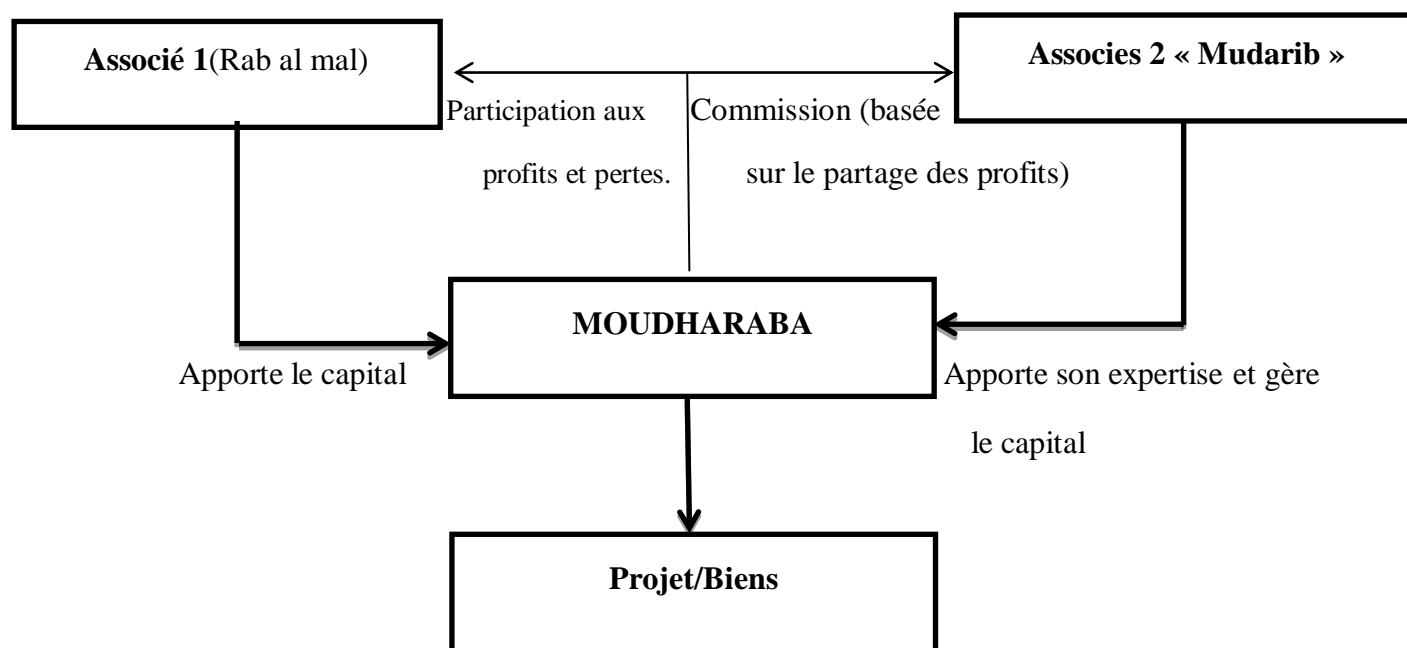 Associé 1(Rab al mal)
Associes 2 « Mudarib »
Participation aux
profits et pertes.
Commission (basée
sur le partage des profits)
MOUDHARABA
Apporte le capital
Apporte son expertise et gère
le capital
Projet/Biens